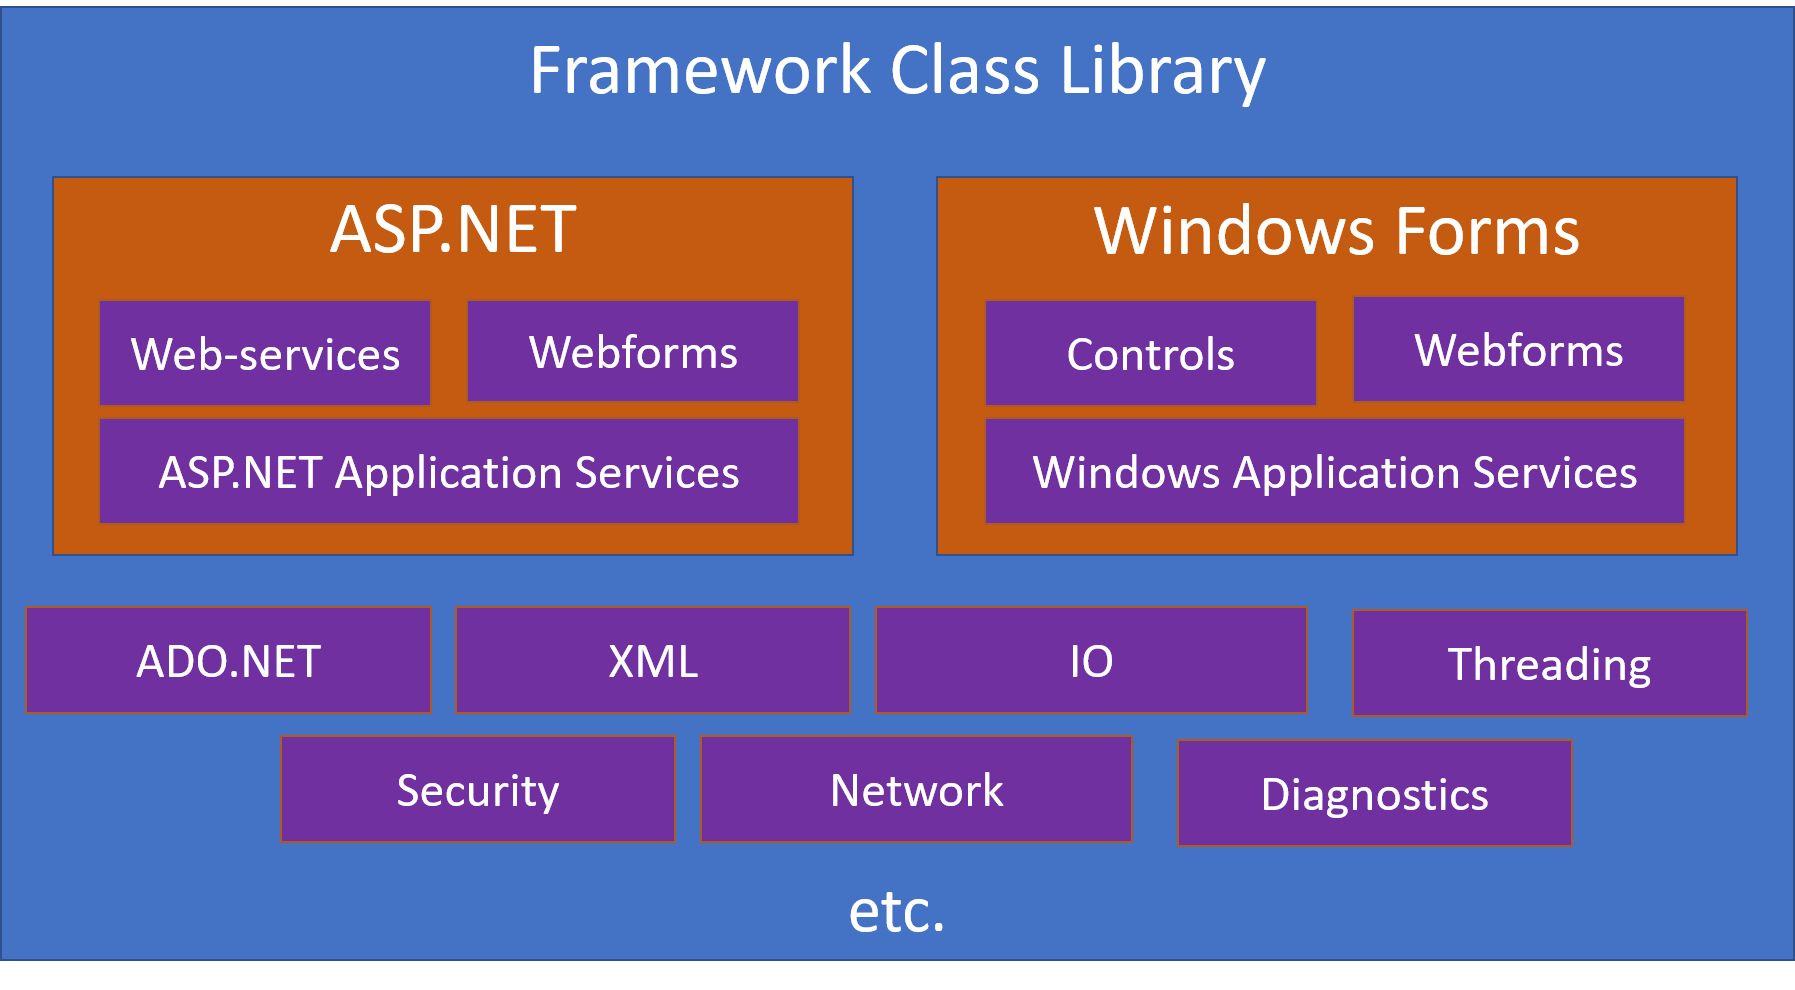 Framework Class Library
ASP.NET
Web-services
Webforms
ASP.NET Application Services
Windows Forms
Controls
Webforms
Windows Application Services
ADO.NET
XML
IO
Threading
Security
Network
Diagnostics
etc.